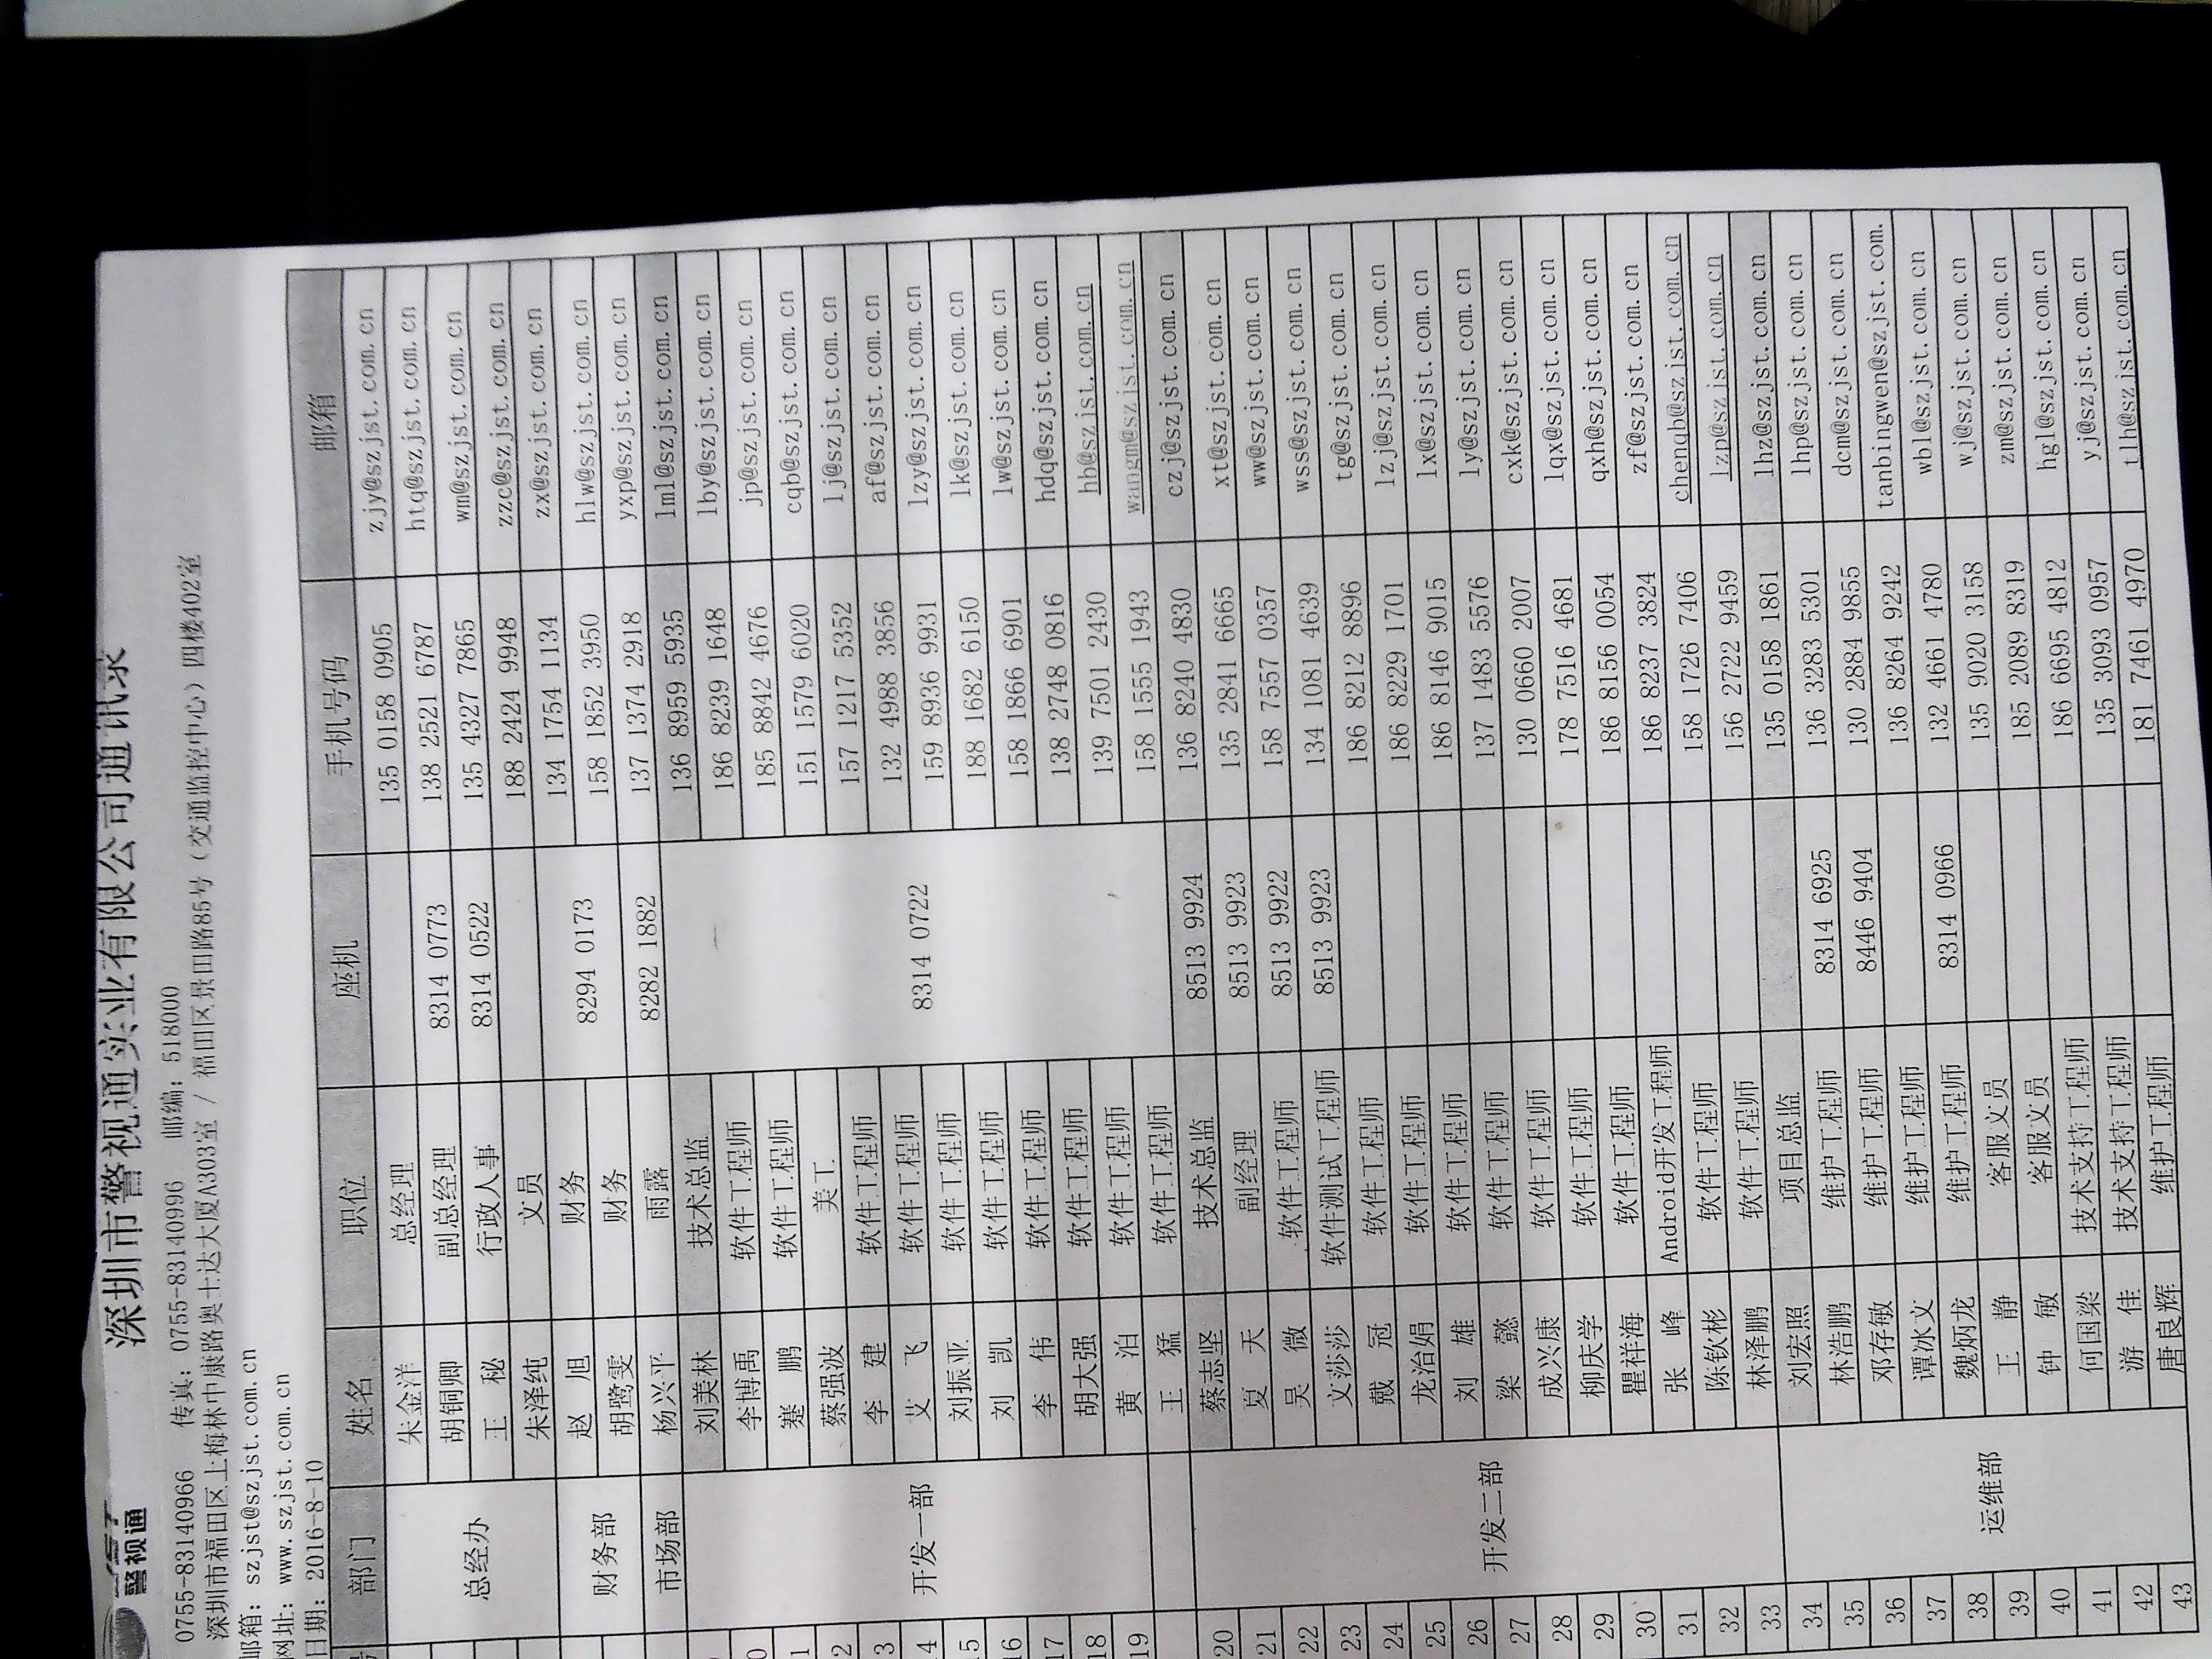 警视通
深圳市警视通实业有限公司通讯录
0755-83140966 传真: 0755-83140996 邮编: 518000
深圳市福田区上梅林中康路奥士达大厦A303室 / 福田区景田路85号 (交通监控中心) 四楼402室
邮箱: szjst@szjst.com.cn
网址: www.szjst.com.cn
日期: 2016-8-10
部门 姓名 职位 座机 手机号码 邮箱
总经办 朱金洋 总经理 135 0158 0905 zjy@szjst.com.cn
胡铜卿 副总经理 8314 0773 138 2521 6787 htq@szjst.com.cn
王 秘 行政人事 8314 0522 135 4327 7865 wm@szjst.com.cn
朱泽纯 文员 188 2424 9948 zzc@szjst.com.cn
财务部 赵 旭 财务 8294 0173 134 1754 1134 zx@szjst.com.cn
胡鹭雯 财务 158 1852 3950 hlw@szjst.com.cn
市场部 杨兴平 雨露 8282 1882 137 1374 2918 yxp@szjst.com.cn
开发一部 刘美林 技术总监 8314 0722 136 8959 5935 lml@szjst.com.cn
0 李博禹 软件工程师 186 8239 1648 lby@szjst.com.cn
1 蹇 鹏 软件工程师 185 8842 4676 jp@szjst.com.cn
2 蔡强波 美工 151 1579 6020 cqb@szjst.com.cn
3 李 建 软件工程师 157 1217 5352 lj@szjst.com.cn
4 艾 飞 软件工程师 132 4988 3856 af@szjst.com.cn
15 刘振亚 软件工程师 159 8936 9931 lzy@szjst.com.cn
16 刘 凯 软件工程师 188 1682 6150 lk@szjst.com.cn
17 李 伟 软件工程师 158 1866 6901 lw@szjst.com.cn
18 胡大强 软件工程师 138 2748 0816 hdq@szjst.com.cn
19 黄 泊 软件工程师 139 7501 2430 hb@szjst.com.cn
王 猛 软件工程师 158 1555 1943 wangm@szjst.com.cn
20 开发二部 蔡志坚 技术总监 8513 9924 136 8240 4830 czj@szjst.com.cn
21 夏 天 副经理 8513 9923 135 2841 6665 xt@szjst.com.cn
22 吴 微 软件工程师 8513 9922 158 7557 0357 ww@szjst.com.cn
23 文莎莎 软件测试工程师 8513 9923 134 1081 4639 wss@szjst.com.cn
24 戴 冠 软件工程师 186 8212 8896 tg@szjst.com.cn
25 龙治娟 软件工程师 186 8229 1701 lzj@szjst.com.cn
26 刘 雄 软件工程师 186 8146 9015 lx@szjst.com.cn
27 梁 懿 软件工程师 137 1483 5576 ly@szjst.com.cn
28 成兴康 软件工程师 130 0660 2007 cxk@szjst.com.cn
29 柳庆学 软件工程师 178 7516 4681 lqx@szjst.com.cn
30 瞿祥海 软件工程师 186 8156 0054 qxh@szjst.com.cn
31 张 峰 Android开发工程师 186 8237 3824 zf@szjst.com.cn
32 陈钦彬 软件工程师 158 1726 7406 chenqb@szjst.com.cn
33 林泽鹏 软件工程师 156 2722 9459 lzp@szjst.com.cn
34 运维部 刘宏照 项目总监 135 0158 1861 lhz@szjst.com.cn
35 林浩鹏 维护工程师 8314 6925 136 3283 5301 lhp@szjst.com.cn
36 邓存敏 维护工程师 8446 9404 130 2884 9855 dcm@szjst.com.cn
37 谭冰文 维护工程师 136 8264 9242 tanbingwen@szjst.com.
38 魏炳龙 维护工程师 8314 0966 132 4661 4780 wbl@szjst.com.cn
39 王 静 客服文员 135 9020 3158 wj@szjst.com.cn
40 钟 敏 客服文员 185 2089 8319 zm@szjst.com.cn
41 何国梁 技术支持工程师 186 6695 4812 hgl@szjst.com.cn
42 游 佳 技术支持工程师 135 3093 0957 yj@szjst.com.cn
43 唐良辉 维护工程师 181 7461 4970 tlh@szjst.com.cn